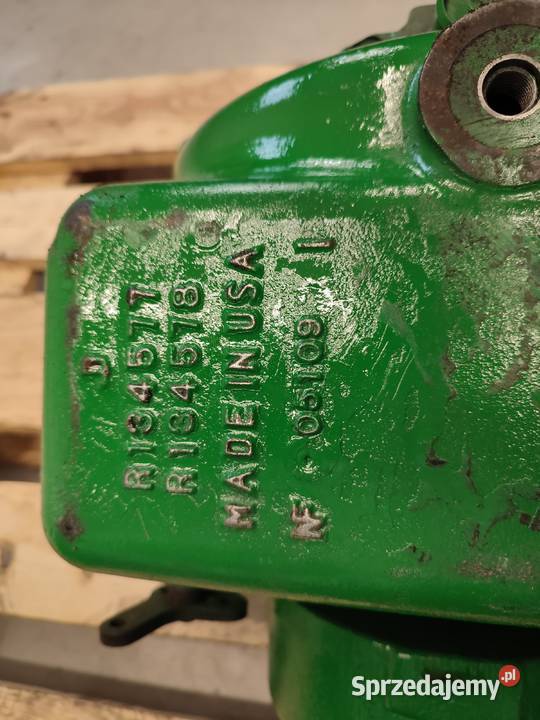 D
R134577
R134578
MADE IN USA
NF 05109 1
Sprzedajemy.pl